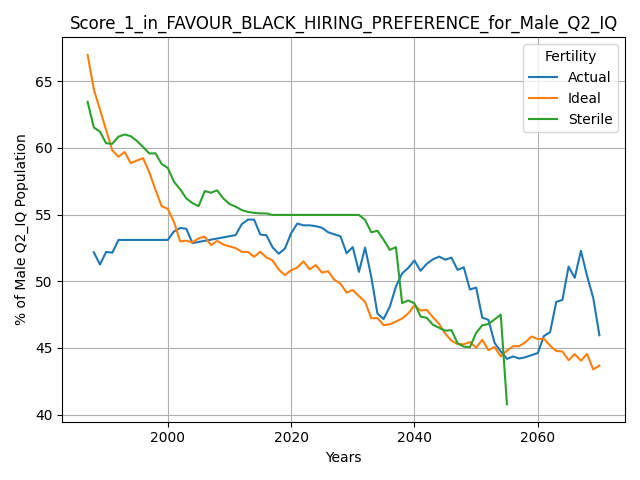 Score_1_in_FAVOUR_BLACK_HIRING_PREFERENCE_for_Male_Q2_IQ
Fertility
Actual
Ideal
Sterile
% of Male Q2_IQ Population
65
60
55
50
45
40
2000
2020
2040
2060
Years